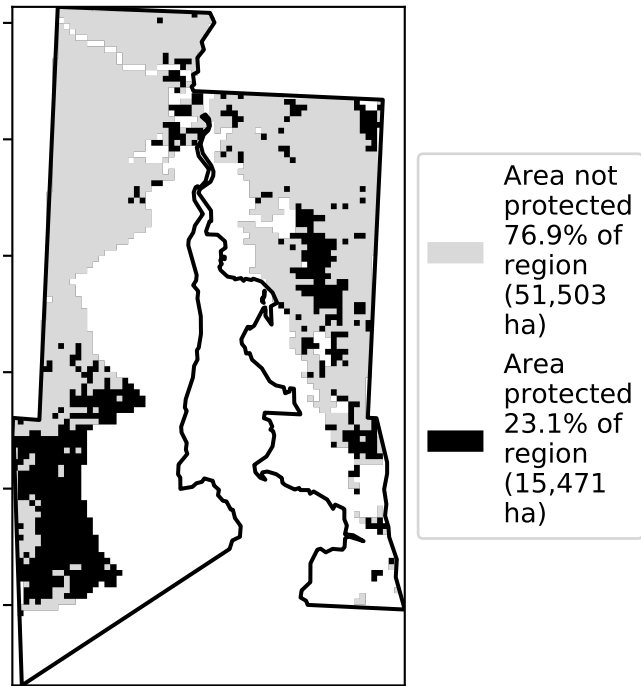 Area not
protected
76.9% of
region
(51,503
ha)
Area
protected
23.1% of
region
(15,471
ha)